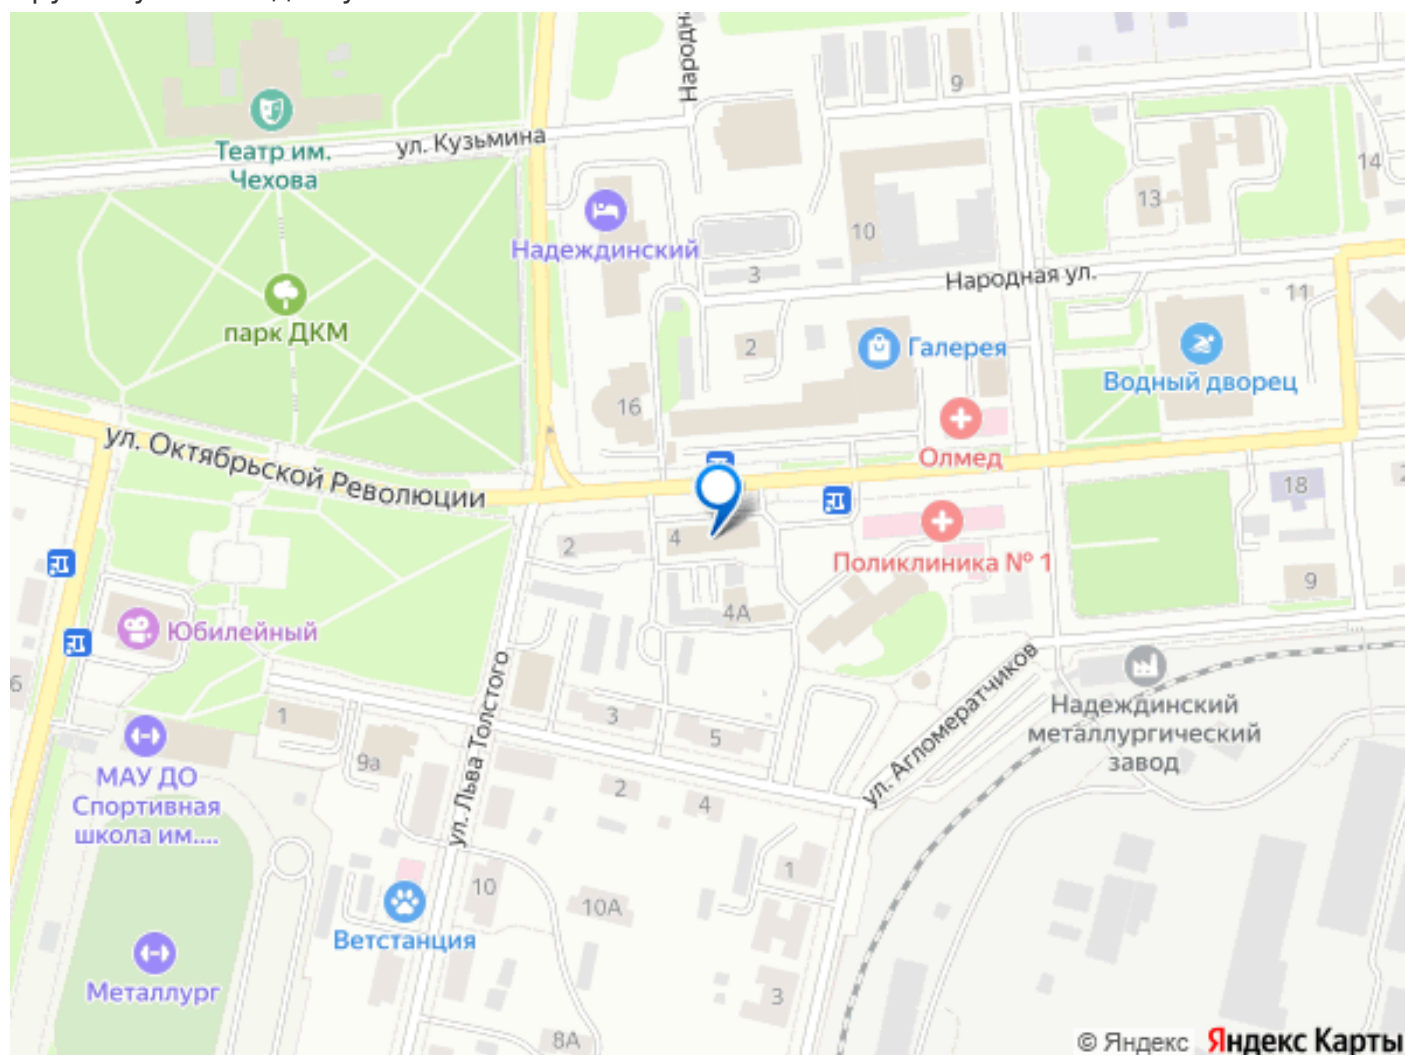 Народн
9
ул. Кузьмина
Театр им.
Чехова
14
13
Надеждинский
10
3
Народная ул.
11
парк ДКМ
2
Галерея
Водный дворец
16
ул. Октябрьской Революции
Олмед
18
2
4
Поликлиника № 1
9
4А
Юбилейный
6
ул. Льва Толстого
ул. Агломератчиков
Надеждинский
металлургический
завод
1
3
5
9а
МАУ ДО
Спортивная
школа им....
2
4
1
10
10А
Ветстанция
Металлург
3
8А
© Яндекс Яндекс Карты